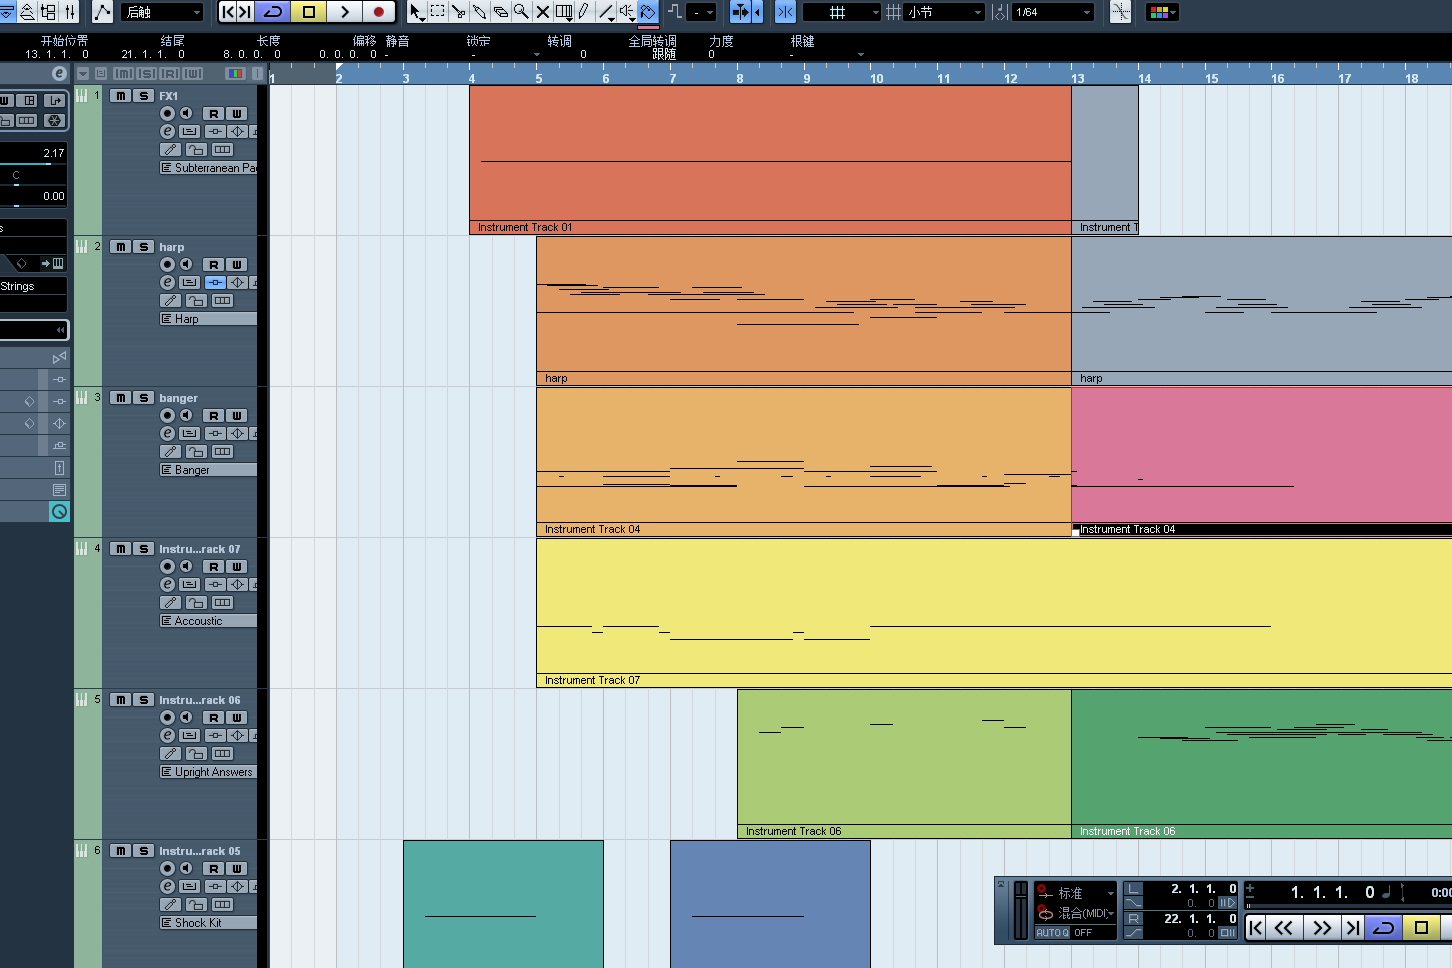 后触
-
小节
1/64
开始位置 结尾 长度 偏移 静音 锁定 转调 全局转调 力度 根键
13. 1. 1. 0 21. 1. 1. 0 8. 0. 0. 0 0. 0. 0. 0 - - 0 跟随 0 -
e M S R W
1 2 3 4 5 6 7 8 9 10 11 12 13 14 15 16 17 18
W
2.17
C
0.00
s
Strings
1 M S FX1
R W
e
Subterranean Pa
Instrument Track 01
Instrument T
2 M S harp
R W
e
Harp
harp
harp
3 M S banger
R W
e
Banger
Instrument Track 04
Instrument Track 04
4 M S Instru...rack 07
R W
e
Accoustic
Instrument Track 07
5 M S Instru...rack 06
R W
e
Upright Answers
Instrument Track 06
Instrument Track 06
6 M S Instru...rack 05
R W
e
Shock Kit
标准
混合(MIDI)
AUTO Q OFF
L 2. 1. 1. 0
0. 0
R 22. 1. 1. 0
0. 0
1. 1. 1. 0
0:00